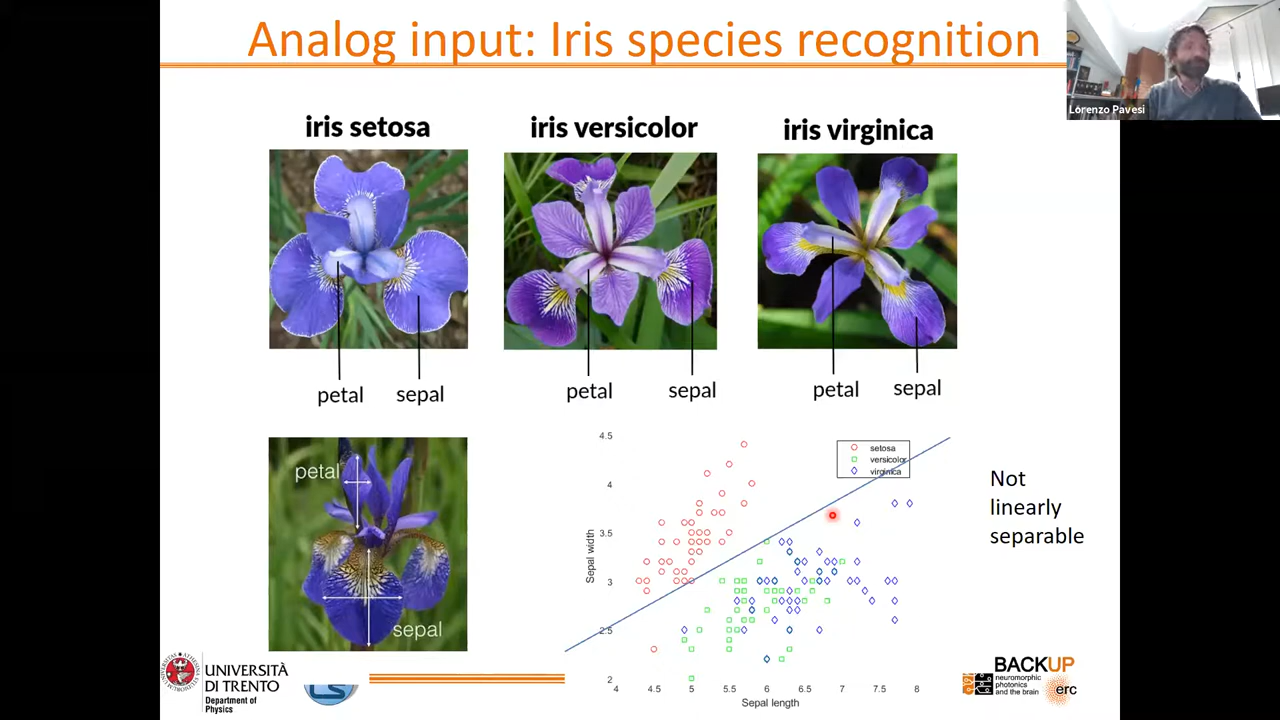 Analog input: Iris species recognition
Lorenzo Pavesi
iris setosa
iris versicolor
iris virginica
petal
sepal
petal
sepal
petal
sepal
petal
sepal
4.5
4
3.5
3
2.5
2
Sepal width
setosa
versicolor
virginica
4
4.5
5
5.5
6
6.5
7
7.5
8
Sepal length
Not
linearly
separable
UNIVERSITÀ
DI TRENTO
Department of
Physics
BACKUP
neuromorphic
photonics
and the brain
erc